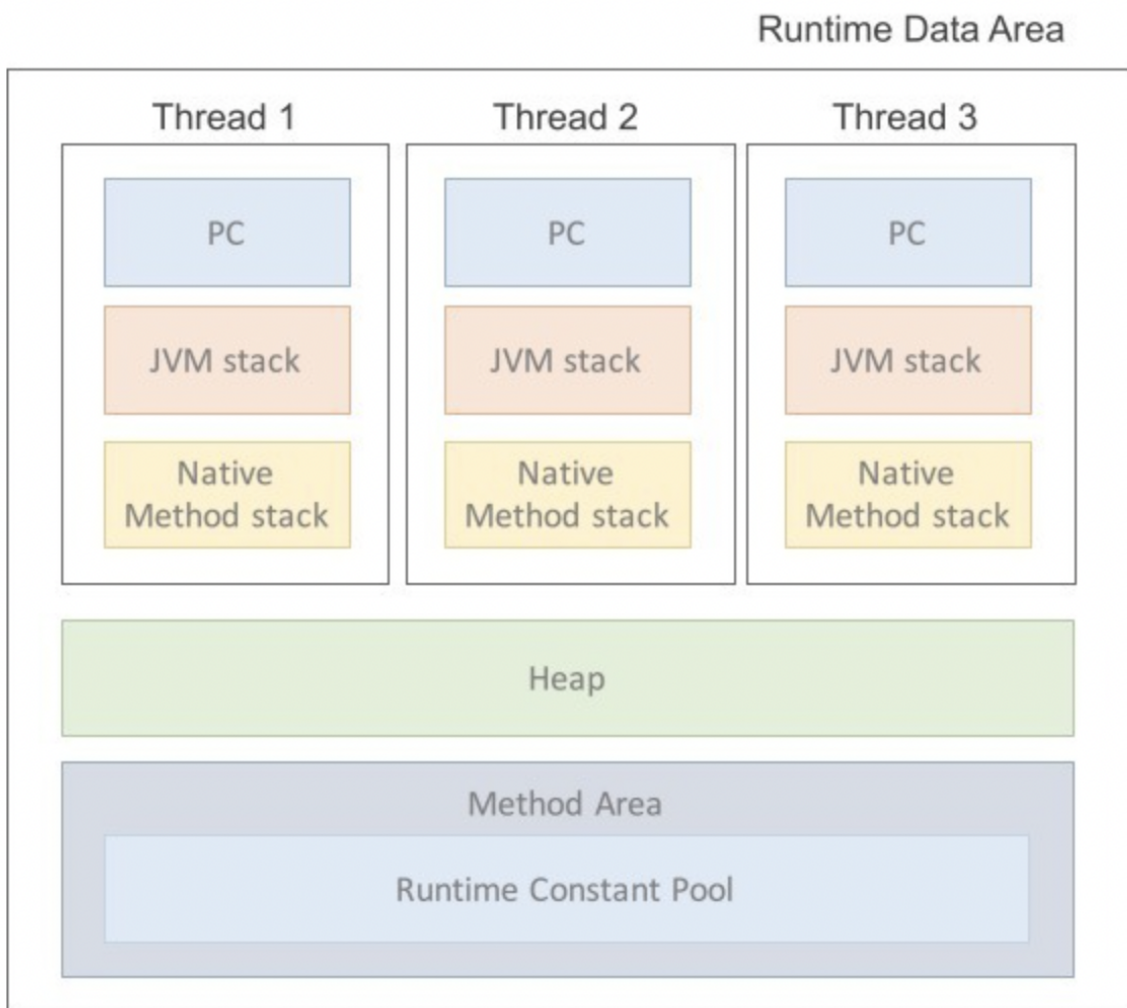 Runtime Data Area
Thread 1
Thread 2
Thread 3
PC
PC
PC
JVM stack
JVM stack
JVM stack
Native
Method stack
Native
Method stack
Native
Method stack
Heap
Method Area
Runtime Constant Pool